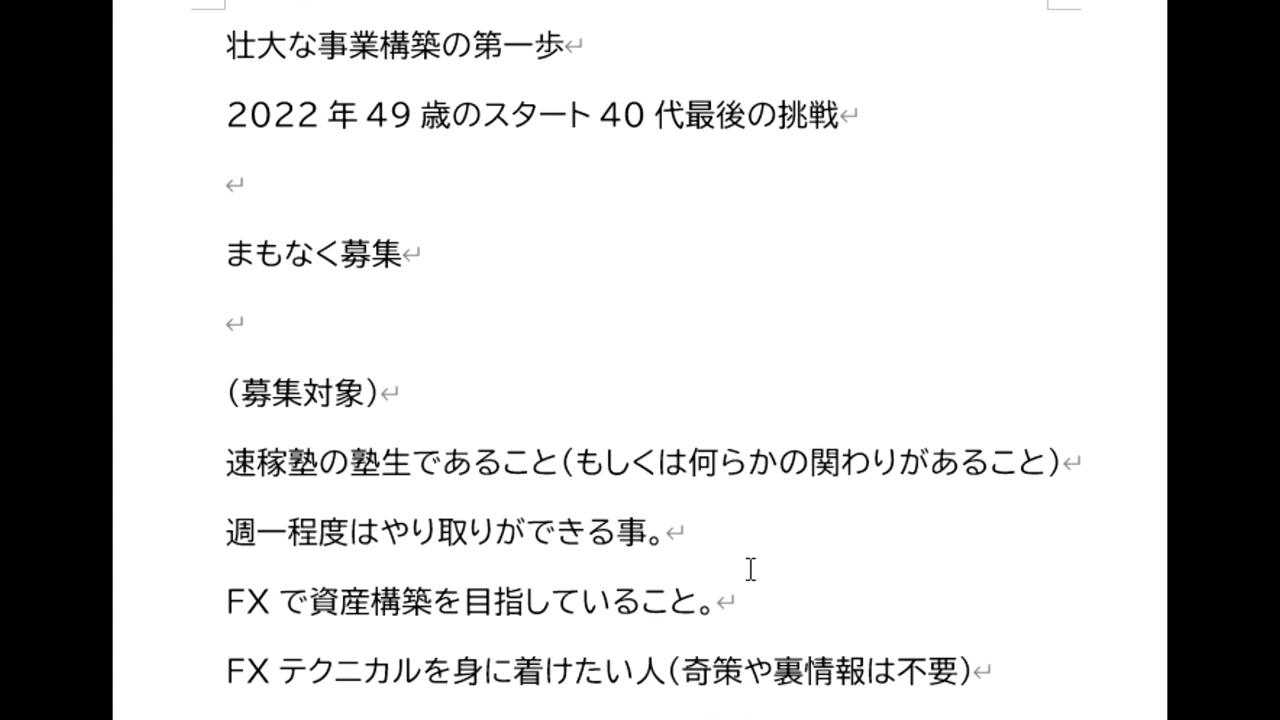 壮大な事業構築の第一歩
2022年49歳のスタート40代最後の挑戦
まもなく募集
（募集対象）
速稼塾の塾生であること（もしくは何らかの関わりがあること）
週一程度はやり取りができる事。
FXで資産構築を目指していること。
FXテクニカルを身に着けたい人（奇策や裏情報は不要）